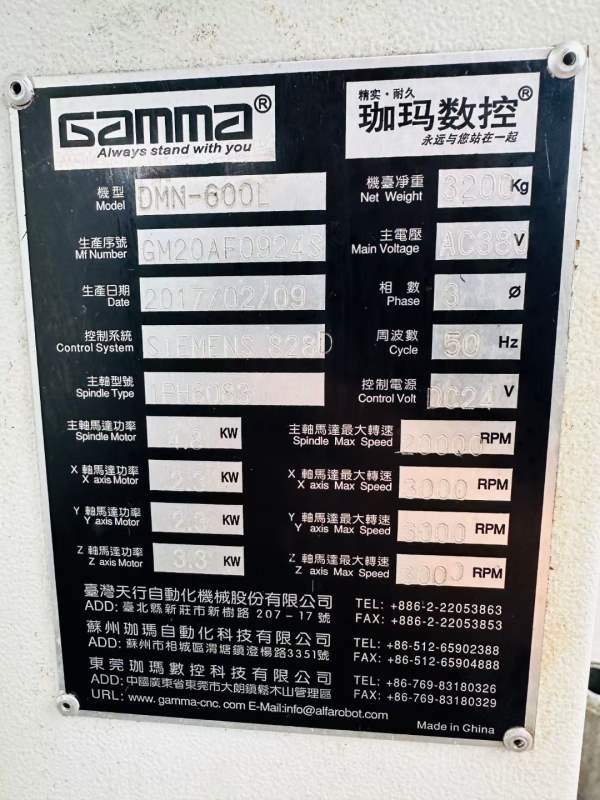 GAMMA®
Always stand with you
精实·耐久
珈玛数控®
永远与您站在一起
機型 Model DMN-600L
機臺凈重 Net Weight 3200 Kg
生產序號 Mf Number GM20AF0924S
主電壓 Main Voltage AC38 V
生產日期 Date 2017/02/09
相數 Phase 3 Ø
控制系統 Control System SIEMENS 828D
周波數 Cycle 50 Hz
主軸型號 Spindle Type
控制電源 Control Volt DC24 V
主軸馬達功率 Spindle Motor 4.8 KW
主軸馬達最大轉速 Spindle Max Speed 20000 RPM
X 軸馬達功率 X axis Motor KW
X 軸馬達最大轉速 X axis Max Speed 3000 RPM
Y 軸馬達功率 Y axis Motor KW
Y 軸馬達最大轉速 Y axis Max Speed RPM
Z 軸馬達功率 Z axis Motor 3.3 KW
Z 軸馬達最大轉速 Z axis Max Speed RPM
臺灣天行自動化機械股份有限公司 TEL: +886-2-22053863
ADD: 臺北縣新莊市新樹路 207-17 號 FAX: +886-2-22053853
蘇州珈瑪自動化科技有限公司 TEL: +86-512-65902388
ADD: 蘇州市相城區渭塘鎮澄楊路3351號 FAX: +86-512-65904888
東莞珈瑪數控科技有限公司 TEL: +86-769-83180326
ADD: 中國廣東省東莞市大朗鎮鬆木山管理區 FAX: +86-769-83180329
URL: www.gamma-cnc.com E-Mail:info@alfarobot.com
Made in China